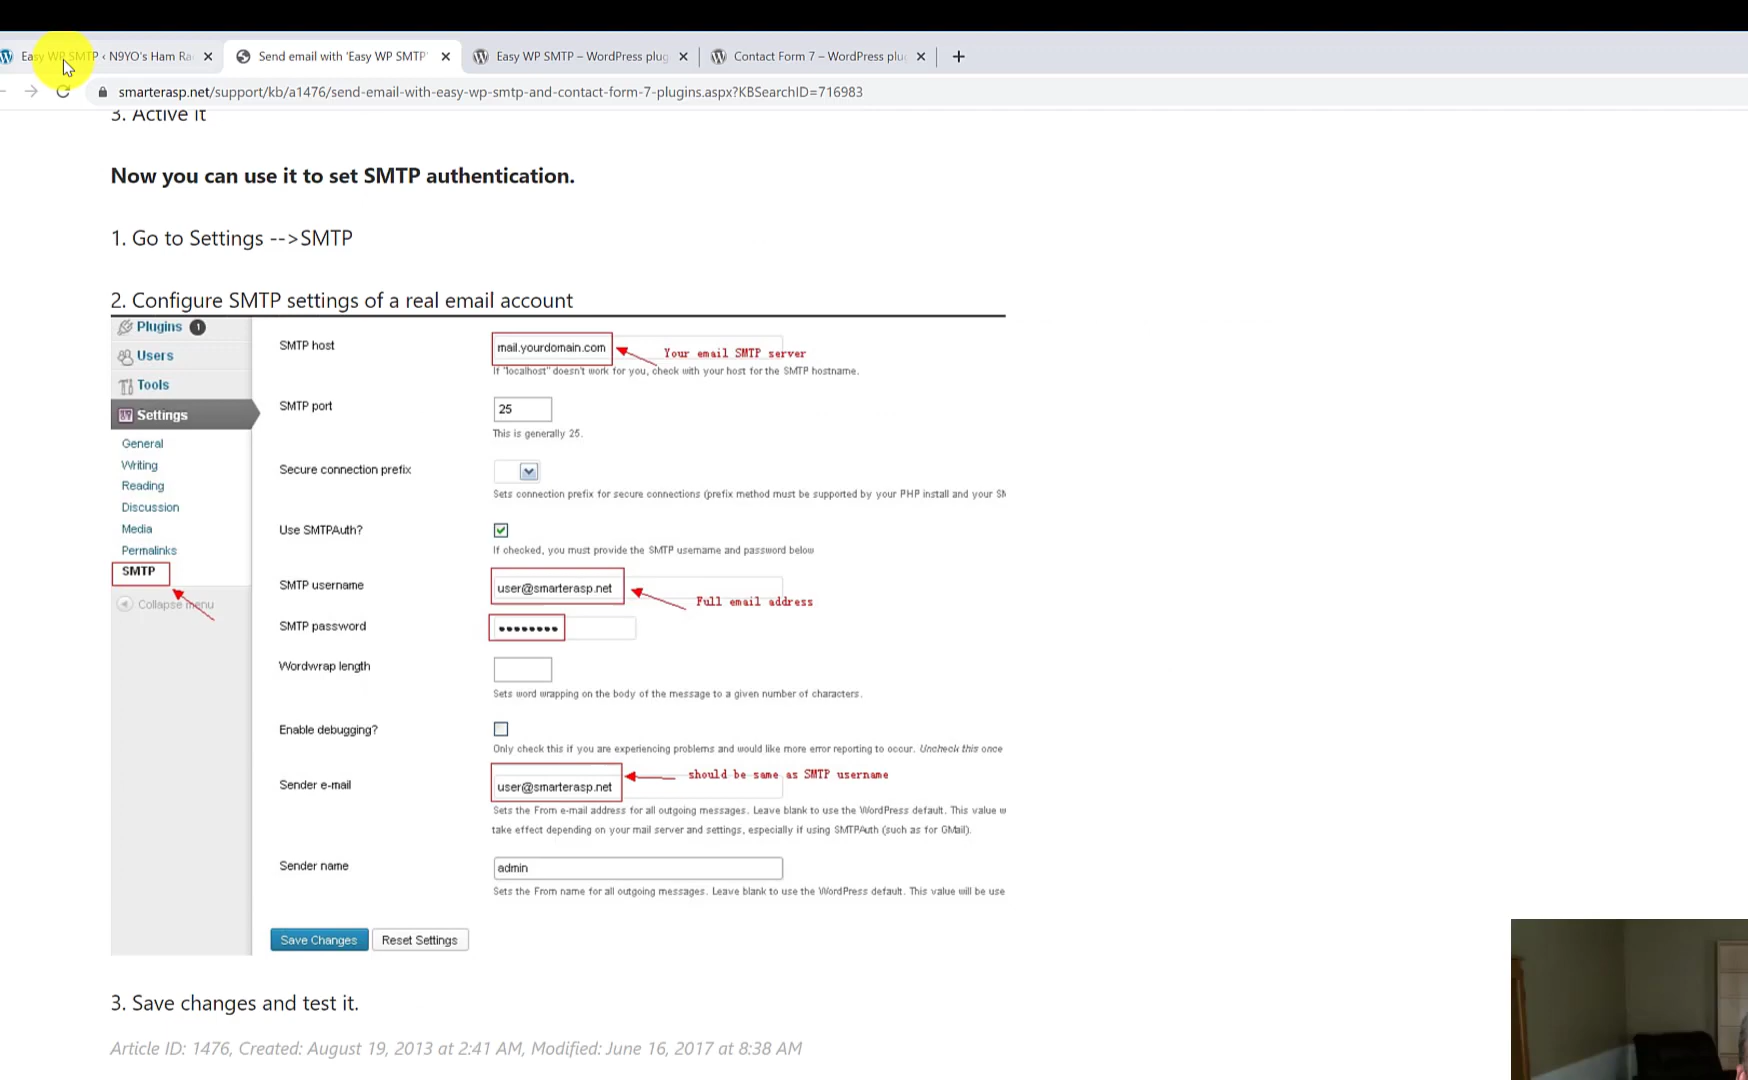 Easy WP SMTP ‹ N9YO's Ham Ra
Send email with 'Easy WP SMTP'
Easy WP SMTP – WordPress plug
Contact Form 7 – WordPress plug
smarterasp.net/support/kb/a1476/send-email-with-easy-wp-smtp-and-contact-form-7-plugins.aspx?KBSearchID=716983
3. Active it
Now you can use it to set SMTP authentication.
1. Go to Settings -->SMTP
2. Configure SMTP settings of a real email account
Plugins 1
Users
Tools
Settings
General
Writing
Reading
Discussion
Media
Permalinks
SMTP
Collapse menu
SMTP host
mail.yourdomain.com
Your email SMTP server
If "localhost" doesn't work for you, check with your host for the SMTP hostname.
SMTP port
25
This is generally 25.
Secure connection prefix
Sets connection prefix for secure connections (prefix method must be supported by your PHP install and your SM
Use SMTPAuth?
If checked, you must provide the SMTP username and password below
SMTP username
user@smarterasp.net
Full email address
SMTP password
Wordwrap length
Sets word wrapping on the body of the message to a given number of characters.
Enable debugging?
Only check this if you are experiencing problems and would like more error reporting to occur. Uncheck this once
Sender e-mail
user@smarterasp.net
should be same as SMTP username
Sets the From e-mail address for all outgoing messages. Leave blank to use the WordPress default. This value w
take effect depending on your mail server and settings, especially if using SMTPAuth (such as for GMail).
Sender name
admin
Sets the From name for all outgoing messages. Leave blank to use the WordPress default. This value will be use
Save Changes
Reset Settings
3. Save changes and test it.
Article ID: 1476, Created: August 19, 2013 at 2:41 AM, Modified: June 16, 2017 at 8:38 AM